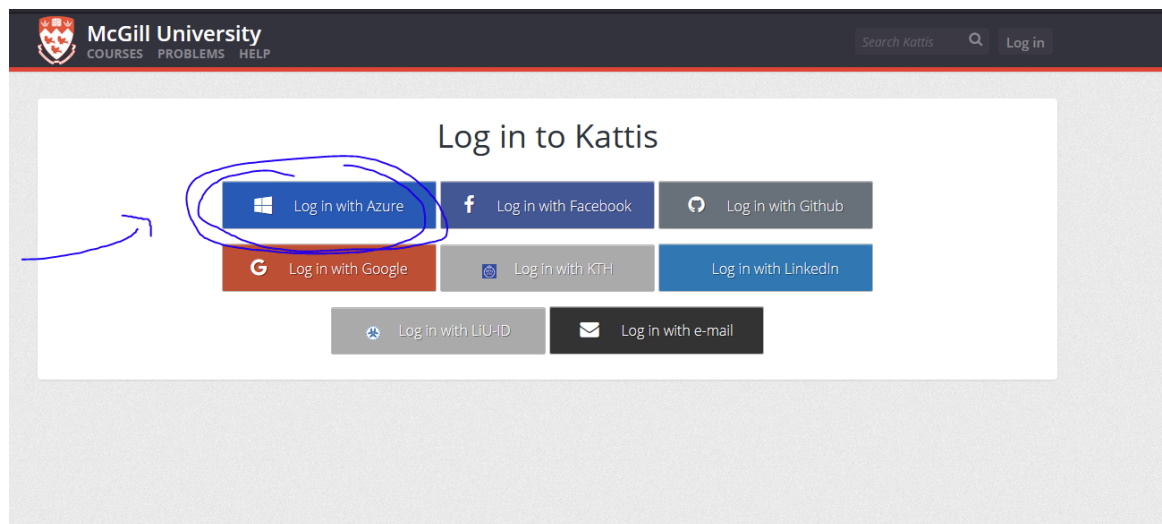 McGill University
COURSES PROBLEMS HELP
Search Kattis
Log in
Log in to Kattis
Log in with Azure
Log in with Facebook
Log in with Github
Log in with Google
Log in with KTH
Log in with LinkedIn
Log in with LiU-ID
Log in with e-mail